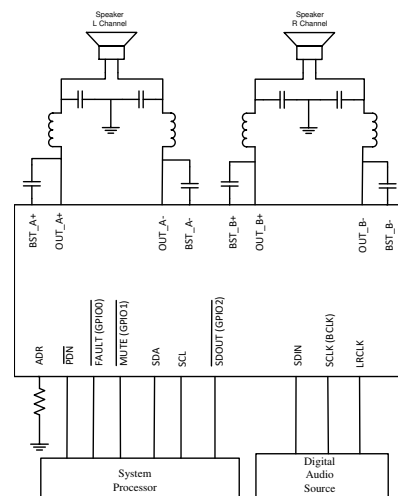 Speaker
L Channel
Speaker
R Channel
BST_A+
OUT_A+
OUT_A-
BST_A-
BST_B+
OUT_B+
OUT_B-
BST_B-
ADR
PDN
FAULT (GPIO0)
MUTE (GPIO1)
SDA
SCL
SDOUT (GPIO2)
SDIN
SCLK (BCLK)
LRCLK
System
Processor
Digital
Audio
Source